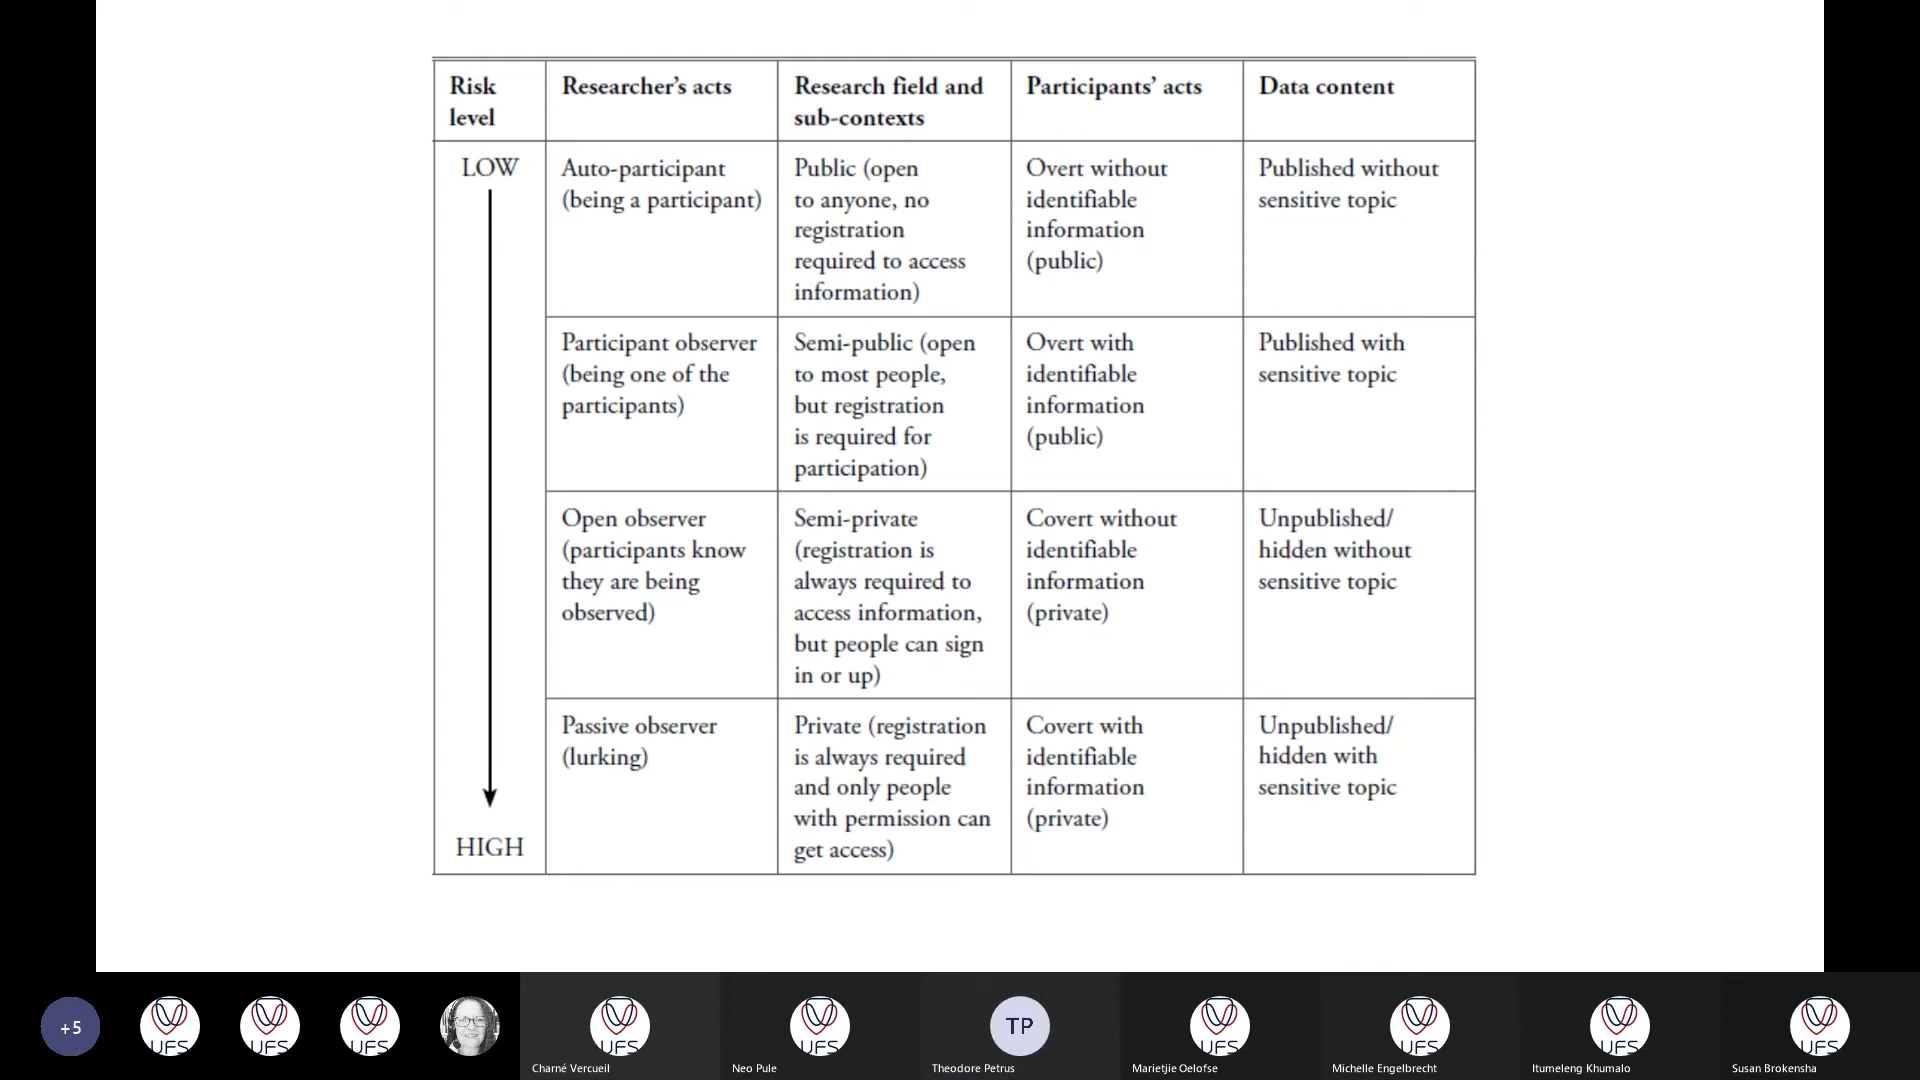 Risk
level
Researcher's acts
Research field and
sub-contexts
Participants' acts
Data content
LOW
Auto-participant
(being a participant)
Public (open
to anyone, no
registration
required to access
information)
Overt without
identifiable
information
(public)
Published without
sensitive topic
Participant observer
(being one of the
participants)
Semi-public (open
to most people,
but registration
is required for
participation)
Overt with
identifiable
information
(public)
Published with
sensitive topic
Open observer
(participants know
they are being
observed)
Semi-private
(registration is
always required to
access information,
but people can sign
in or up)
Covert without
identifiable
information
(private)
Unpublished/
hidden without
sensitive topic
Passive observer
(lurking)
Private (registration
is always required
and only people
with permission can
get access)
Covert with
identifiable
information
(private)
Unpublished/
hidden with
sensitive topic
HIGH
+5
UFS
UFS
UFS
UFS
Charné Vercueil
UFS
Neo Pule
TP
Theodore Petrus
UFS
Marietjie Oelofse
UFS
Michelle Engelbrecht
UFS
Itumeleng Khumalo
UFS
Susan Brokensha